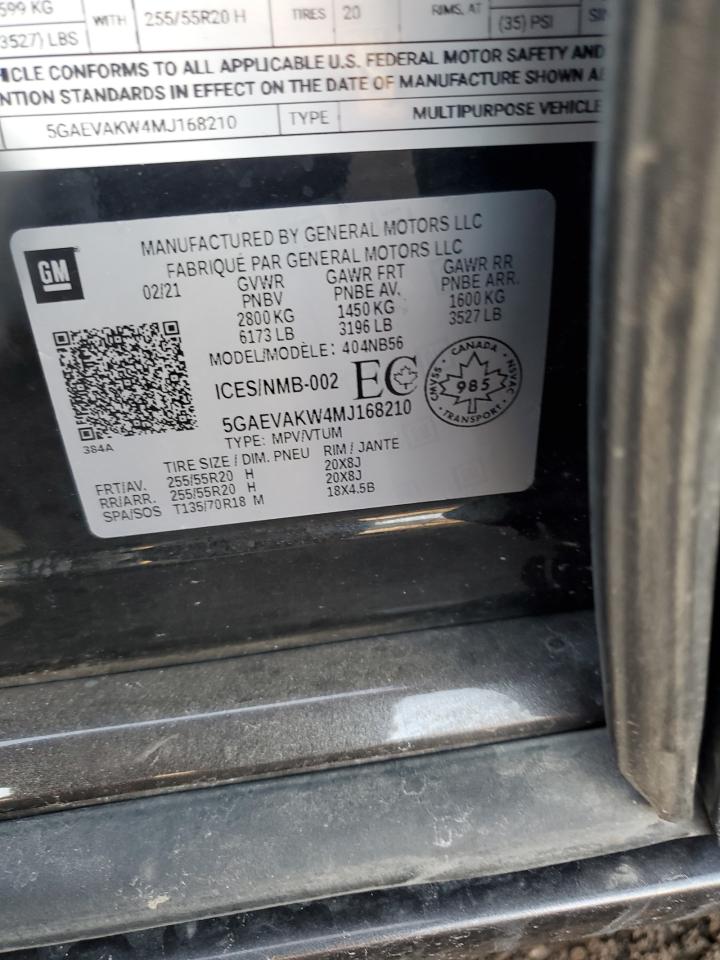 599 KG
3527) LBS
WITH
255/55R20 H
TIRES
20
RIMS, AT
(35) PSI
CLE CONFORMS TO ALL APPLICABLE U.S. FEDERAL MOTOR SAFETY AND
NTION STANDARDS IN EFFECT ON THE DATE OF MANUFACTURE SHOWN
5GAEVAKW4MJ168210 TYPE MULTIPURPOSE VEHICLE
GM
MANUFACTURED BY GENERAL MOTORS LLC
FABRIQUÉ PAR GENERAL MOTORS LLC
02/21 GVWR GAWR FRT GAWR RR
PNBV PNBE AV. PNBE ARR.
2800 KG 1450 KG 1600 KG
6173 LB 3196 LB 3527 LB
MODEL/MODÈLE: 404NB56
ICES/NMB-002 EC
CANADA
CMVSS 985 NSVAC
TRANSPORT
5GAEVAKW4MJ168210
TYPE: MPV/VTUM
384A
TIRE SIZE / DIM. PNEU RIM / JANTE
FRT/AV. 255/55R20 H 20X8J
RR/ARR. 255/55R20 H 20X8J
SPA/SOS T135/70R18 M 18X4.5B